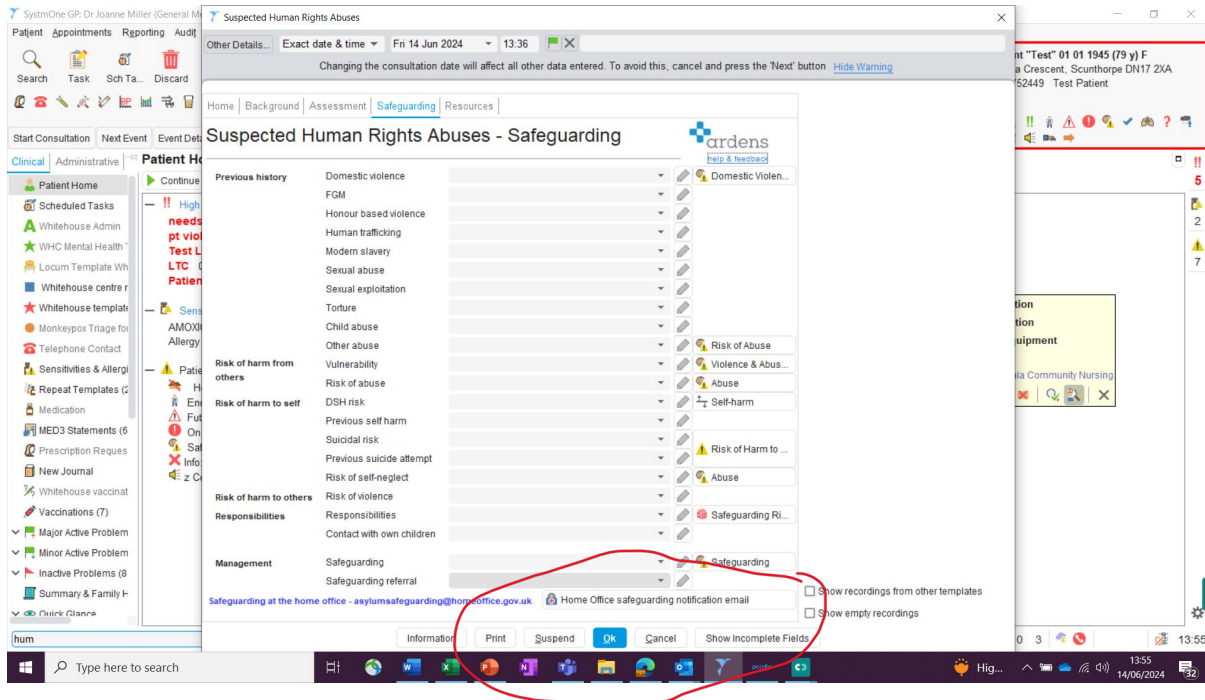 SystmOne GP: Dr Joanne Miller (General M
Suspected Human Rights Abuses
Patient Appointments Reporting Audit
Other Details... Exact date & time Fri 14 Jun 2024 13:36
Changing the consultation date will affect all other data entered. To avoid this, cancel and press the 'Next' button Hide Warning
nt "Test" 01 01 1945 (79 y) F
a Crescent, Scunthorpe DN17 2XA
752449 Test Patient
Search Task Sch Ta... Discard
Start Consultation Next Event Event Deta
Home Background Assessment Safeguarding Resources
Suspected Human Rights Abuses - Safeguarding
ardens
help & feedback
Clinical Administrative Patient Ho
Continue
Patient Home
Scheduled Tasks
Whitehouse Admin
WHC Mental Health T
Locum Template Wh
Whitehouse centre r
Whitehouse template
Monkeypox Triage for
Telephone Contact
Sensitivities & Allergi
Repeat Templates (2
Medication
MED3 Statements (6
Prescription Reques
New Journal
Whitehouse vaccinat
Vaccinations (7)
Major Active Problem
Minor Active Problem
Inactive Problems (8
Summary & Family H
Quick Glance
hum
High
needs
pt viol
Test L
LTC
Patien
Sens
AMOXI
Allergy
Patie
H
End
Fut
On
Saf
Info:
z C
Previous history Domestic violence Domestic Violen...
FGM
Honour based violence
Human trafficking
Modern slavery
Sexual abuse
Sexual exploitation
Torture
Child abuse
Other abuse Risk of Abuse
Risk of harm from others Vulnerability Violence & Abus...
Risk of abuse Abuse
Risk of harm to self DSH risk Self-harm
Previous self harm
Suicidal risk
Risk of Harm to ...
Previous suicide attempt
Risk of self-neglect Abuse
Risk of harm to others Risk of violence
Responsibilities Responsibilities Safeguarding Ri...
Contact with own children
Management Safeguarding Safeguarding
Safeguarding referral
Safeguarding at the home office - asylumsafeguarding@homeoffice.gov.uk Home Office safeguarding notification email
Show recordings from other templates
Show empty recordings
Information Print Suspend Ok Cancel Show Incomplete Fields
5
2
7
tion
tion
uipment
la Community Nursing
0 3 13:55
Type here to search
Hig...
13:55
14/06/2024
32